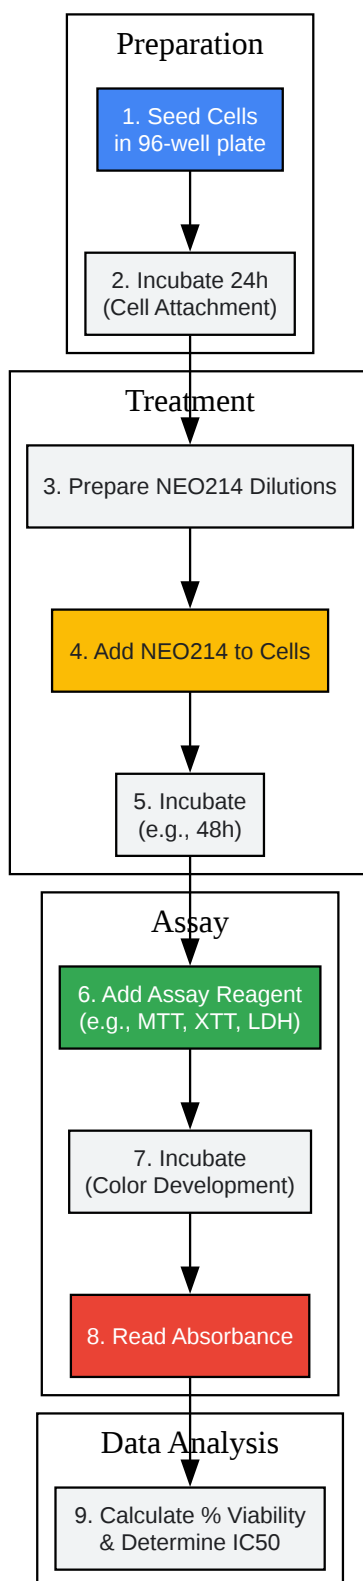 Preparation
1. Seed Cells
in 96-well plate
2. Incubate 24h
(Cell Attachment)
Treatment
3. Prepare NEO214 Dilutions
4. Add NEO214 to Cells
5. Incubate
(e.g., 48h)
Assay
6. Add Assay Reagent
(e.g., MTT, XTT, LDH)
7. Incubate
(Color Development)
8. Read Absorbance
Data Analysis
9. Calculate % Viability
& Determine IC50